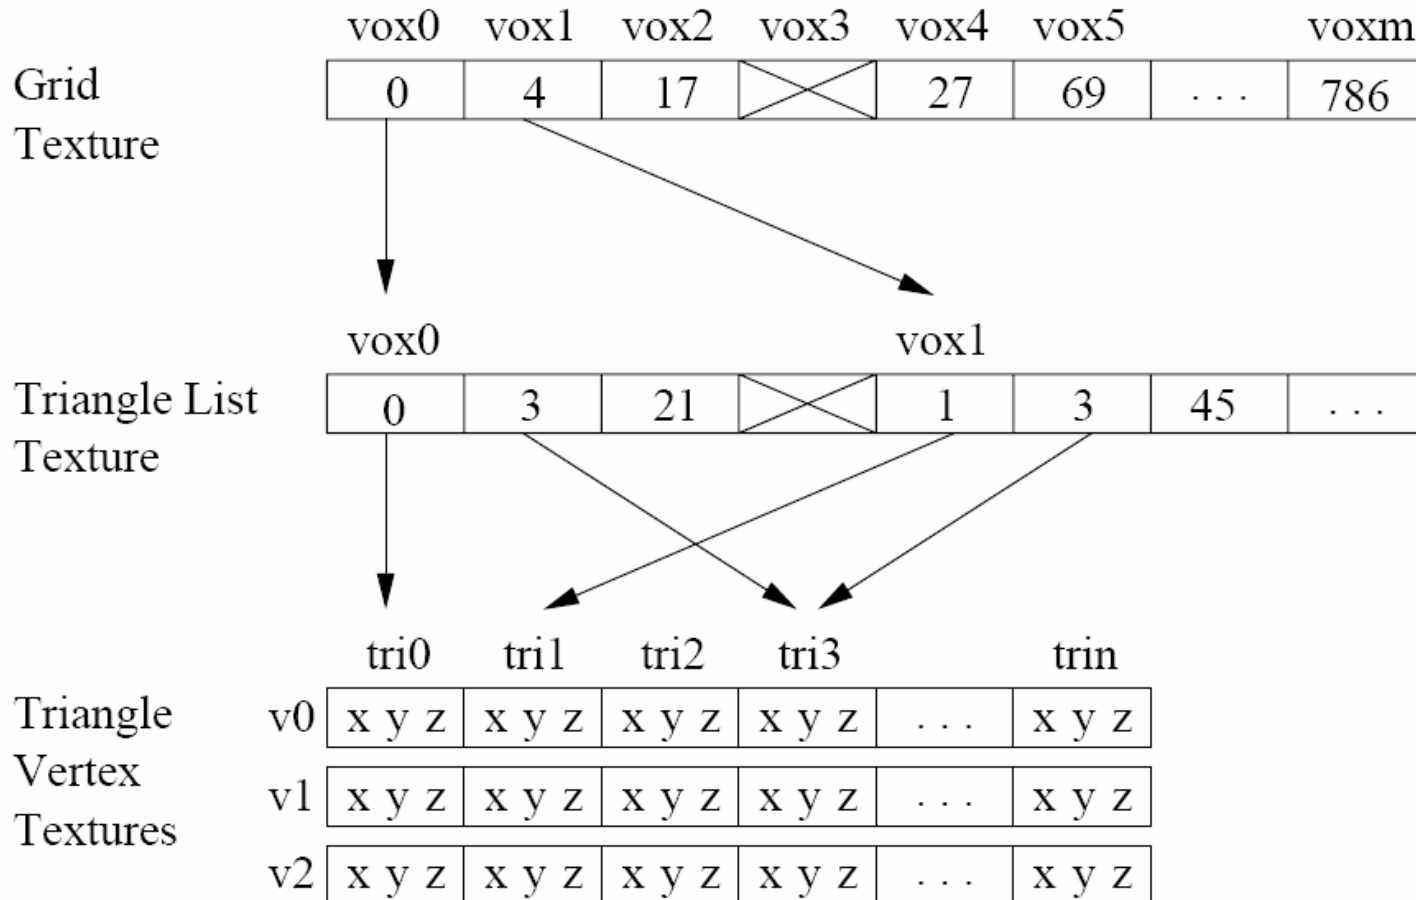 vox0 vox1 vox2 vox3 vox4 vox5 voxm
Grid
Texture
0 4 17 27 69 . . . 786
vox0 vox1
Triangle List
Texture
0 3 21 1 3 45 . . .
tri0 tri1 tri2 tri3 trin
Triangle
Vertex
Textures
v0 x y z x y z x y z x y z . . . x y z
v1 x y z x y z x y z x y z . . . x y z
v2 x y z x y z x y z x y z . . . x y z